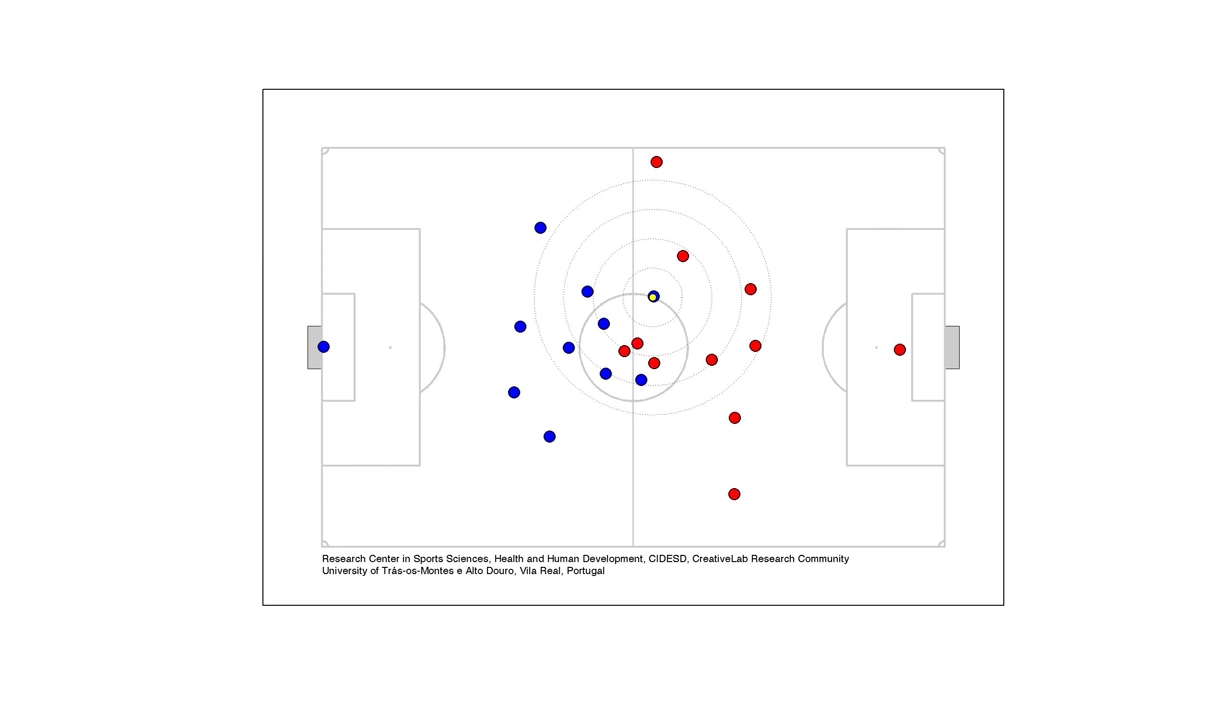 Research Center in Sports Sciences, Health and Human Development, CIDESD, CreativeLab Research Community
University of Trás-os-Montes e Alto Douro, Vila Real, Portugal